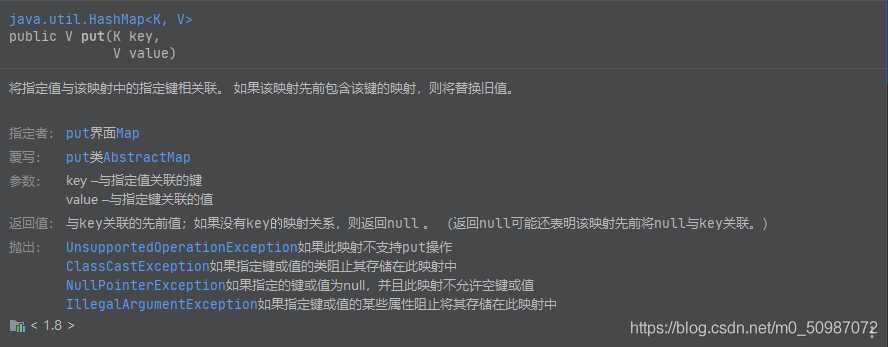 java.util.HashMap<K, V>
public V put(K key,
V value)
将指定值与该映射中的指定键相关联。 如果该映射先前包含该键的映射，则将替换旧值。
指定者： put界面Map
覆写： put类AbstractMap
参数： key –与指定值关联的键
value –与指定键关联的值
返回值： 与key关联的先前值；如果没有key的映射关系，则返回null 。 （返回null可能还表明该映射先前将null与key关联。）
抛出： UnsupportedOperationException如果此映射不支持put操作
ClassCastException如果指定键或值的类阻止其存储在此映射中
NullPointerException如果指定的键或值为null，并且此映射不允许空键或值
IllegalArgumentException如果指定键或值的某些属性阻止将其存储在此映射中
< 1.8 >
https://blog.csdn.net/m0_50987072